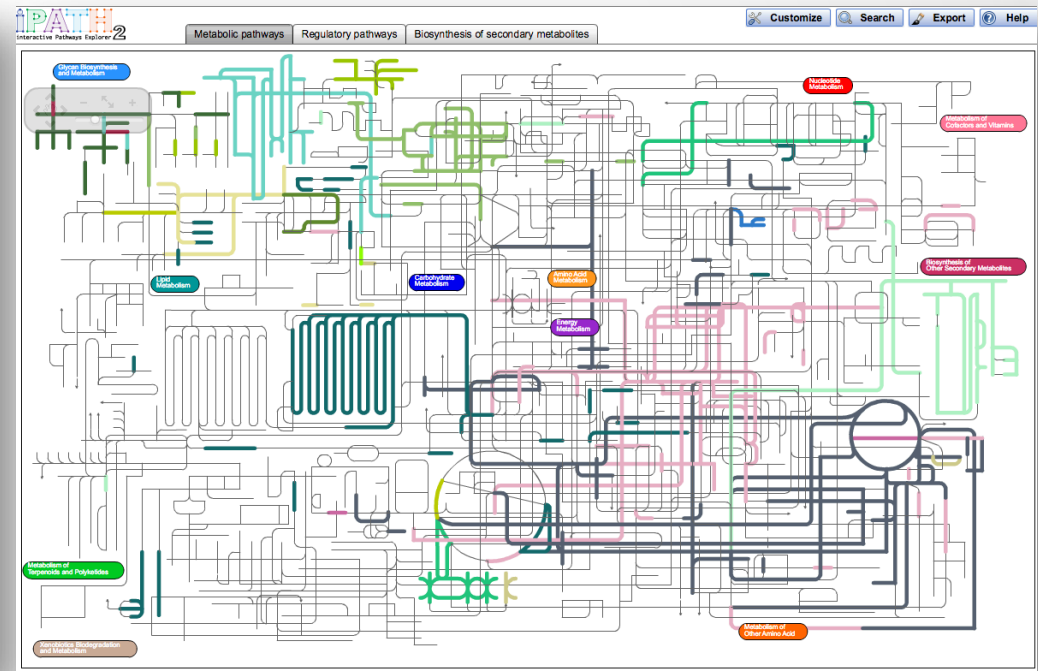 iPATH2
interactive Pathways Explorer
Customize
Search
Export
Help
Metabolic pathways
Regulatory pathways
Biosynthesis of secondary metabolites
Glycan Biosynthesis
and Metabolism
Nucleotide
Metabolism
Metabolism of
Cofactors and Vitamins
Lipid
Metabolism
Carbohydrate
Metabolism
Amino Acid
Metabolism
Biosynthesis of
Other Secondary Metabolites
Energy
Metabolism
Metabolism of
Terpenoids and Polyketides
Metabolism of
Other Amino Acid
Xenobiotics Biodegradation
and Metabolism